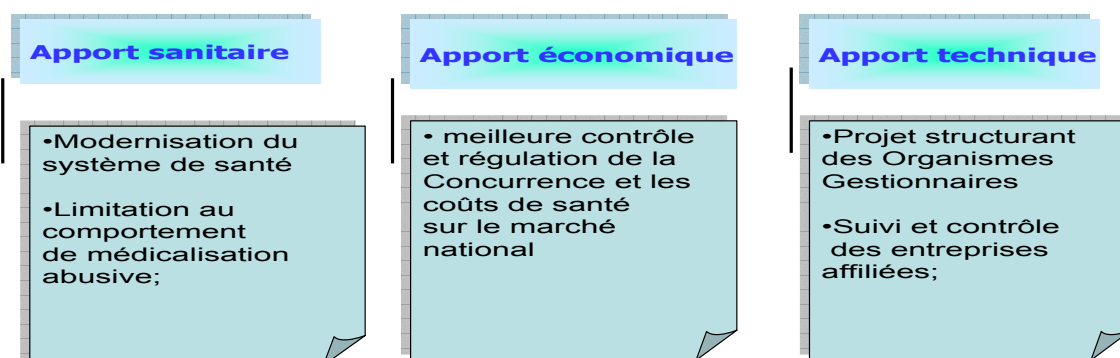 Apport sanitaire
•Modernisation du
système de santé
•Limitation au
comportement
de médicalisation
abusive;
Apport économique
• meilleure contrôle
et régulation de la
Concurrence et les
coûts de santé
sur le marché
national
Apport technique
•Projet structurant
des Organismes
Gestionnaires
•Suivi et contrôle
des entreprises
affiliées;